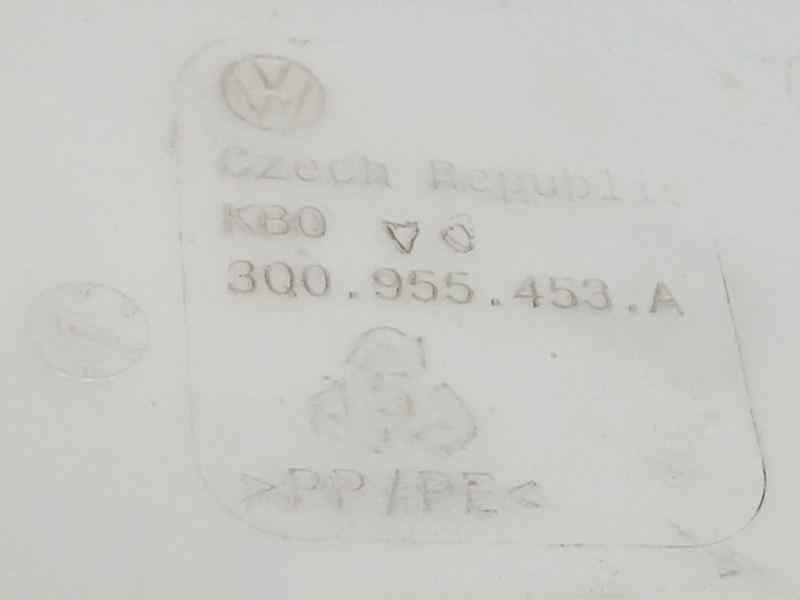 Czech Republic
KBO
3Q0.955.453.A
>PP/PE<